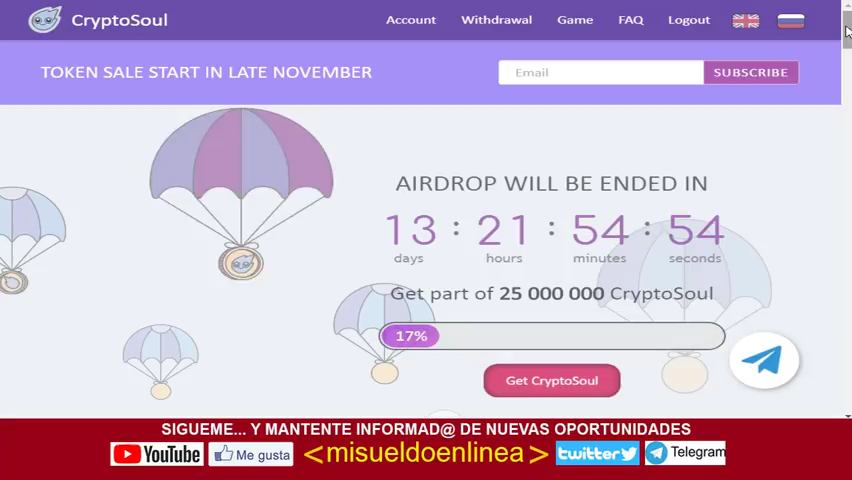 CryptoSoul
Account Withdrawal Game FAQ Logout
TOKEN SALE START IN LATE NOVEMBER
Email
SUBSCRIBE
AIRDROP WILL BE ENDED IN
13 : 21 : 54 : 54
days hours minutes seconds
Get part of 25 000 000 CryptoSoul
17%
Get CryptoSoul
SIGUEME... Y MANTENTE INFORMAD@ DE NUEVAS OPORTUNIDADES
YouTube Me gusta <misueldoenlinea> twitter Telegram